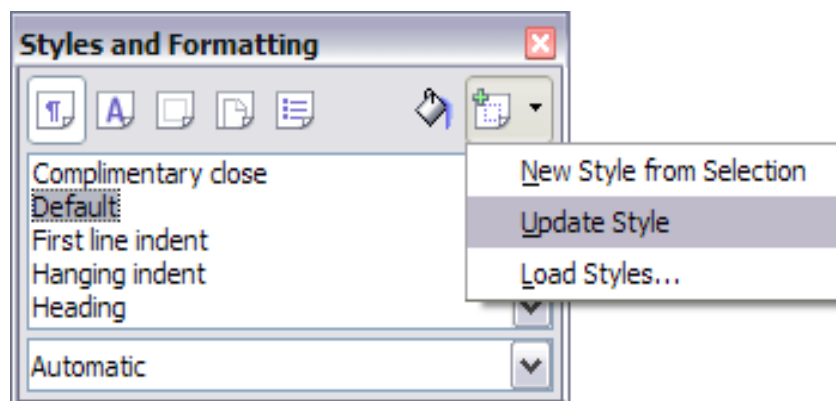 Styles and Formatting
Complimentary close
Default
First line indent
Hanging indent
Heading
Automatic
New Style from Selection
Update Style
Load Styles...